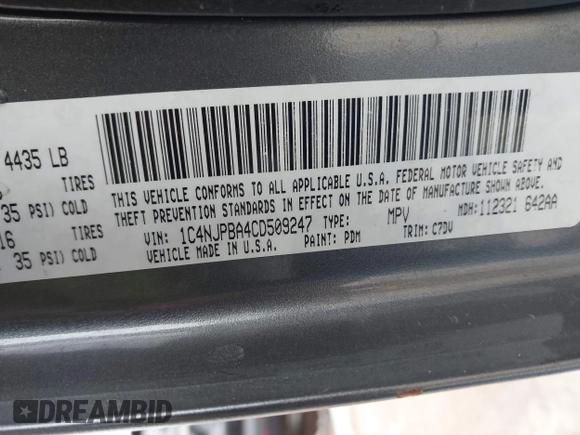 4435 LB
TIRES
35 PSI) COLD
16 TIRES
35 PSI) COLD
THIS VEHICLE CONFORMS TO ALL APPLICABLE U.S.A. FEDERAL MOTOR VEHICLE SAFETY AND
THEFT PREVENTION STANDARDS IN EFFECT ON THE DATE OF MANUFACTURE SHOWN ABOVE.
VIN: 1C4NJPBA4CD509247 TYPE: MPV MDH: 112321 642AA
VEHICLE MADE IN U.S.A. PAINT: PDM TRIM: C7DV
DREAMBID